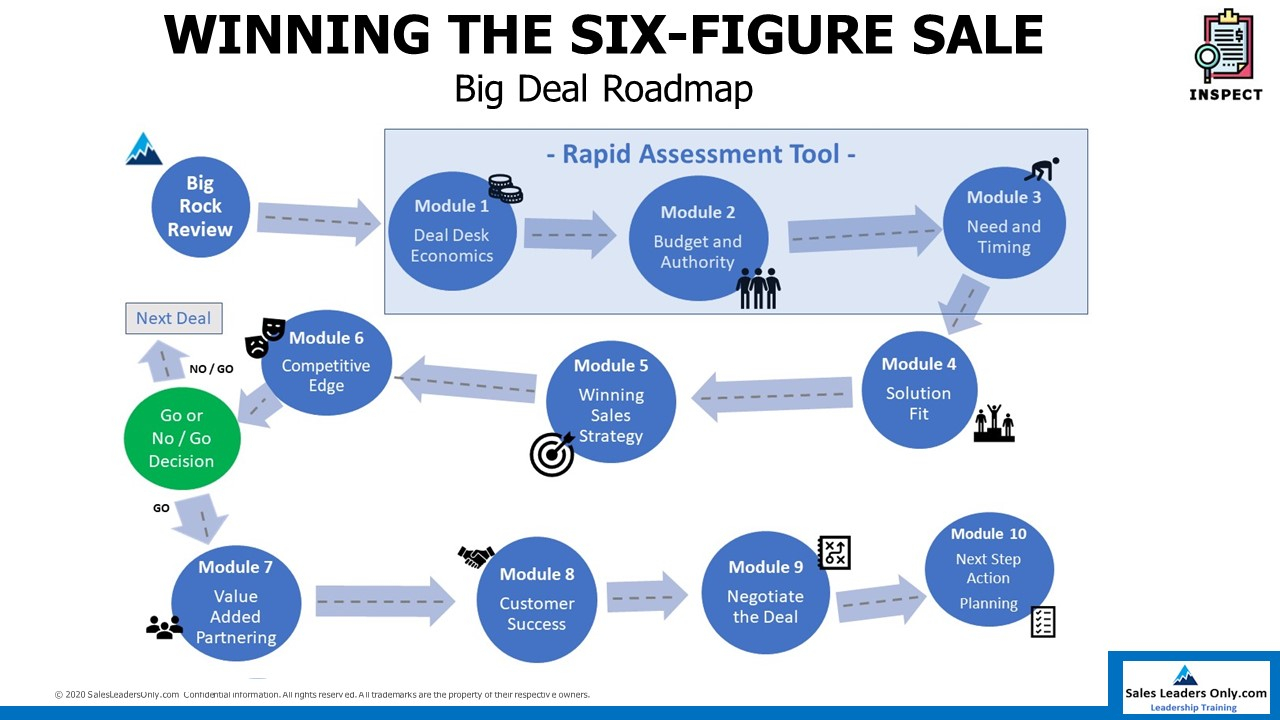 WINNING THE SIX-FIGURE SALE
Big Deal Roadmap
INSPECT
- Rapid Assessment Tool -
Big
Rock
Review
Module 1
Deal Desk
Economics
Module 2
Budget and
Authority
Module 3
Need and
Timing
Module 4
Solution
Fit
Module 5
Winning
Sales
Strategy
Module 6
Competitive
Edge
Next Deal
NO / GO
Go or
No / Go
Decision
GO
Module 7
Value
Added
Partnering
Module 8
Customer
Success
Module 9
Negotiate
the Deal
Module 10
Next Step
Action
Planning
© 2020 SalesLeadersOnly.com Confidential information. All rights reserved. All trademarks are the property of their respective owners.
Sales Leaders Only.com
Leadership Training